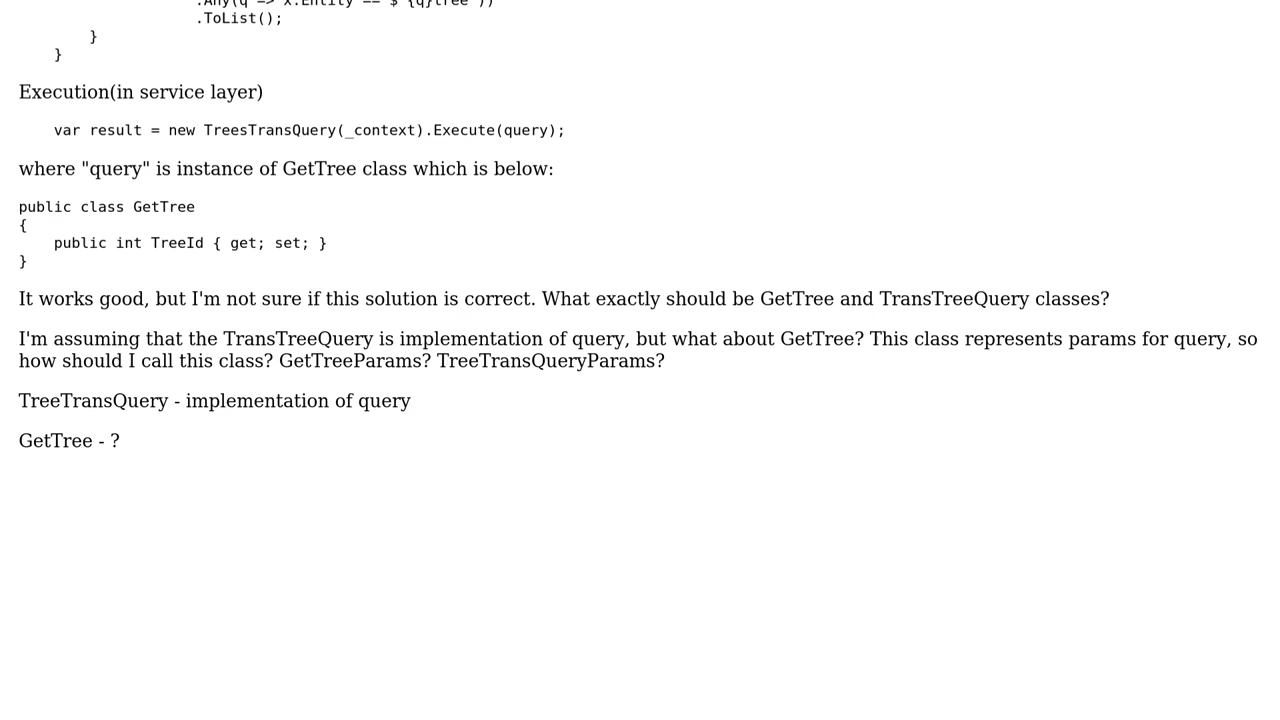 .Any(q => x.Entity == $"{q}tree"))
.ToList();
}
}
Execution(in service layer)
var result = new TreesTransQuery(_context).Execute(query);
where "query" is instance of GetTree class which is below:
public class GetTree
{
public int TreeId { get; set; }
}
It works good, but I'm not sure if this solution is correct. What exactly should be GetTree and TransTreeQuery classes?
I'm assuming that the TransTreeQuery is implementation of query, but what about GetTree? This class represents params for query, so
how should I call this class? GetTreeParams? TreeTransQueryParams?
TreeTransQuery - implementation of query
GetTree - ?